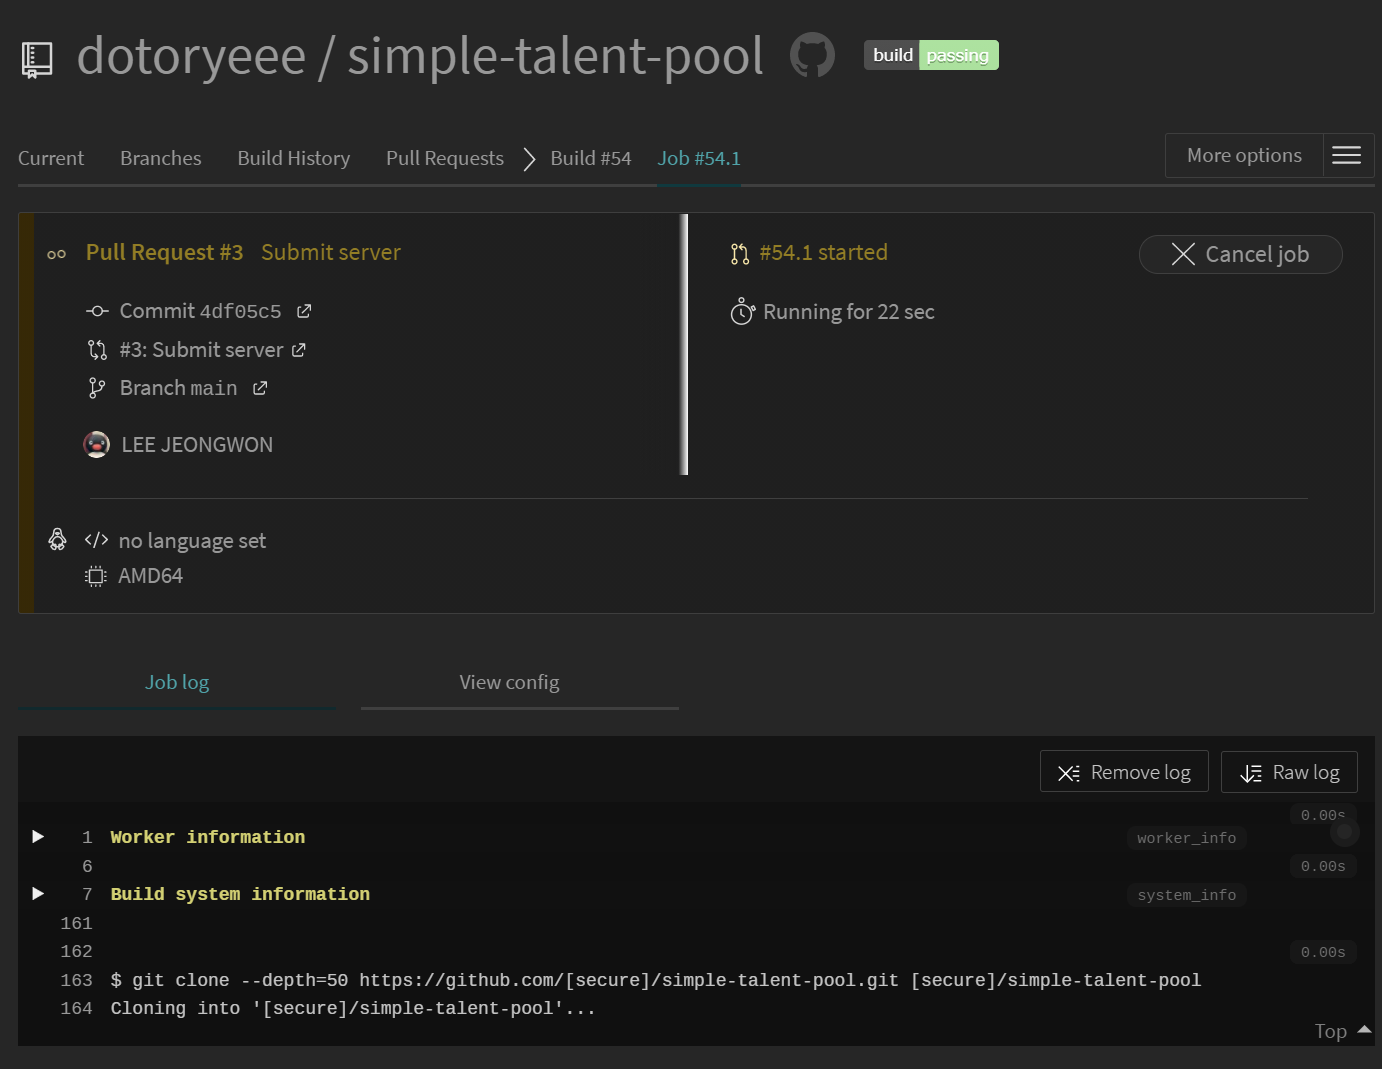 dotoryeee / simple-talent-pool
build passing
Current Branches Build History Pull Requests Build #54 Job #54.1
More options
Pull Request #3 Submit server
Commit 4df05c5
#3: Submit server
Branch main
LEE JEONGWON
#54.1 started
Cancel job
Running for 22 sec
no language set
AMD64
Job log View config
Remove log Raw log
0.00s
1 Worker information worker_info
6 0.00s
7 Build system information system_info
161
162 0.00s
163 $ git clone --depth=50 https://github.com/[secure]/simple-talent-pool.git [secure]/simple-talent-pool
164 Cloning into '[secure]/simple-talent-pool'...
Top